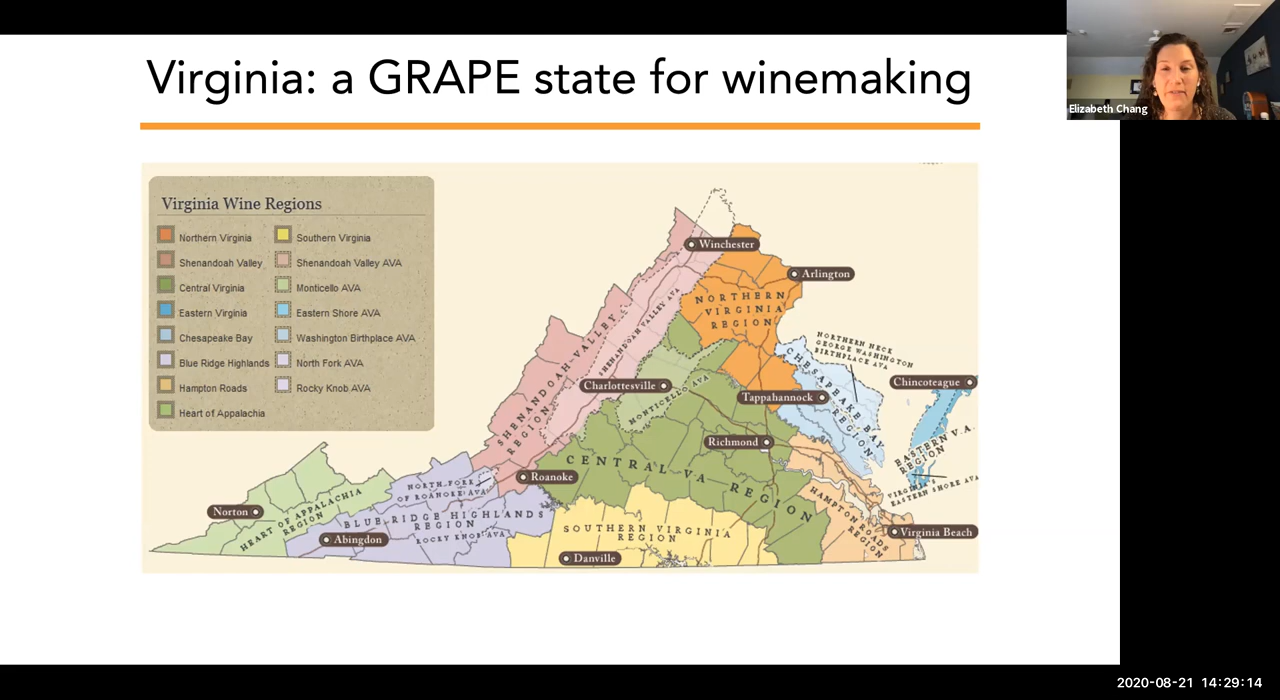 Virginia: a GRAPE state for winemaking
Elizabeth Chang
Virginia Wine Regions
Northern Virginia
Southern Virginia
Shenandoah Valley
Shenandoah Valley AVA
Central Virginia
Monticello AVA
Eastern Virginia
Eastern Shore AVA
Chesapeake Bay
Washington Birthplace AVA
Blue Ridge Highlands
North Fork AVA
Hampton Roads
Rocky Knob AVA
Heart of Appalachia
Winchester
Arlington
NORTHERN
VIRGINIA
REGION
SHENANDOAH VALLEY
REGION
SHENANDOAH VALLEY AVA
NORTHERN NECK
GEORGE WASHINGTON
BIRTHPLACE AVA
Charlottesville
MONTICELLO AVA
Chincoteague
Tappahannock
CHESAPEAKE BAY
REGION
Richmond
EASTERN V.A.
REGION
CENTRAL VA REGION
Roanoke
NORTH FORK
OF ROANOKE AVA
EASTERN SHORE AVA
HAMPTON ROADS
REGION
Norton
HEART OF APPALACHIA
REGION
BLUE RIDGE HIGHLANDS
REGION
ROCKY KNOB AVA
Abingdon
SOUTHERN VIRGINIA
REGION
Virginia Beach
Danville
2020-08-21 14:29:14